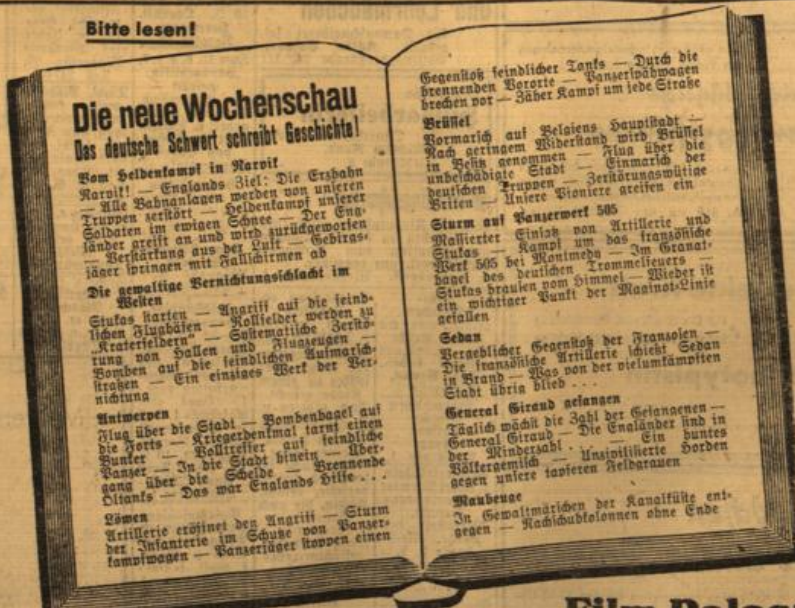 Bitte lesen!
Die neue Wochenschau
Das deutsche Schwert schreibt Geschichte!
Vom Heldenkampf in Narvik
Narvik! — Englands Ziel: Die Erzbahn
— Alle Bahnanlagen werden von unseren
Truppen zerstört — Heldenkampf unserer
Soldaten im ewigen Schnee — Der Eng-
länder greift an und wird zurückgeworfen
— Verstärkung aus der Luft — Gebirgs-
jäger springen mit Fallschirmen ab
Die gewaltige Vernichtungsschlacht im
Westen
Stukas starten — Angriff auf die feind-
lichen Flughäfen — Rollfelder werden zu
„Kraterfeldern“ — Systematische Zerstö-
rung von Hallen und Flugzeugen —
Bomben auf die feindlichen Aufmarsch-
straßen — Ein einziges Werk der Ver-
nichtung
Antwerpen
Flug über die Stadt — Bombenhagel auf
die Forts — Kriegerdenkmal tarnt einen
Bunker — Volltreffer auf feindliche
Panzer — In die Stadt hinein — Über-
gang über die Schelde — Brennende
Öltanks — Das war Englands Hilfe ...
Löwen
Artillerie eröffnet den Angriff — Sturm
der Infanterie im Schutze von Panzer-
kampfwagen — Panzerjäger stoppen einen
Gegenstoß feindlicher Tanks — Durch die
brennenden Vororte — Panzerspähwagen
brechen vor — Zäher Kampf um jede Straße
Brüssel
Vormarsch auf Belgiens Hauptstadt —
Nach geringem Widerstand wird Brüssel
in Besitz genommen — Flug über die
unbeschädigte Stadt — Einmarsch der
deutschen Truppen — Zerstörungswütige
Briten — Unsere Pioniere greifen ein
Sturm auf Panzerwerk 505
Massierter Einsatz von Artillerie und
Stukas — Kampf um das französische
Werk 505 bei Montmedy — Im Granat-
hagel des deutschen Trommelfeuers —
Stukas brausen vom Himmel — Wieder ist
ein wichtiger Punkt der Maginot-Linie
gefallen
Sedan
Vergeblicher Gegenstoß der Franzosen —
Die französische Artillerie schießt Sedan
in Brand — Was von der vielumkämpften
Stadt übrig blieb ...
General Giraud gefangen
Täglich wächst die Zahl der Gefangenen —
General Giraud — Die Engländer sind in
der Minderzahl ... — Ein buntes
Völkergemisch — Unzivilisierte Horden
gegen unsere tapferen Feldgrauen
Maubeuge
In Gewaltmärschen der Kanalküste ent-
gegen — Nachschubkolonnen ohne Ende